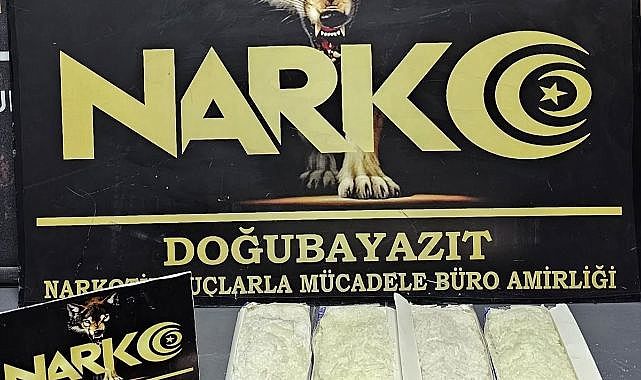 NARKO
DOĞUBAYAZIT
MÜCADELE BÜRO AMİRLİĞİ
NARKO